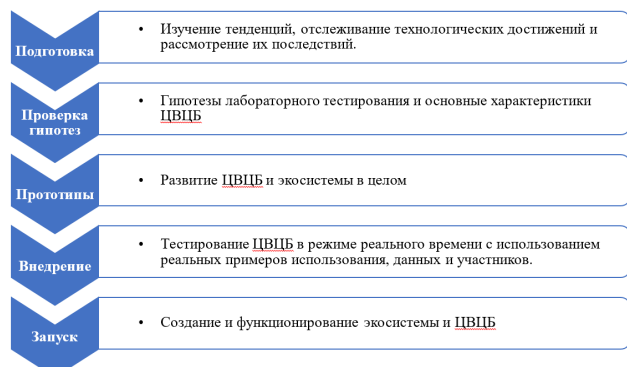 Подготовка
• Изучение тенденций, отслеживание технологических достижений и
рассмотрение их последствий.
Проверка
гипотез
• Гипотезы лабораторного тестирования и основные характеристики
ЦВЦБ
Прототипы
• Развитие ЦВЦБ и экосистемы в целом
Внедрение
• Тестирование ЦВЦБ в режиме реального времени с использованием
реальных примеров использования, данных и участников.
Запуск
• Создание и функционирование экосистемы и ЦВЦБ